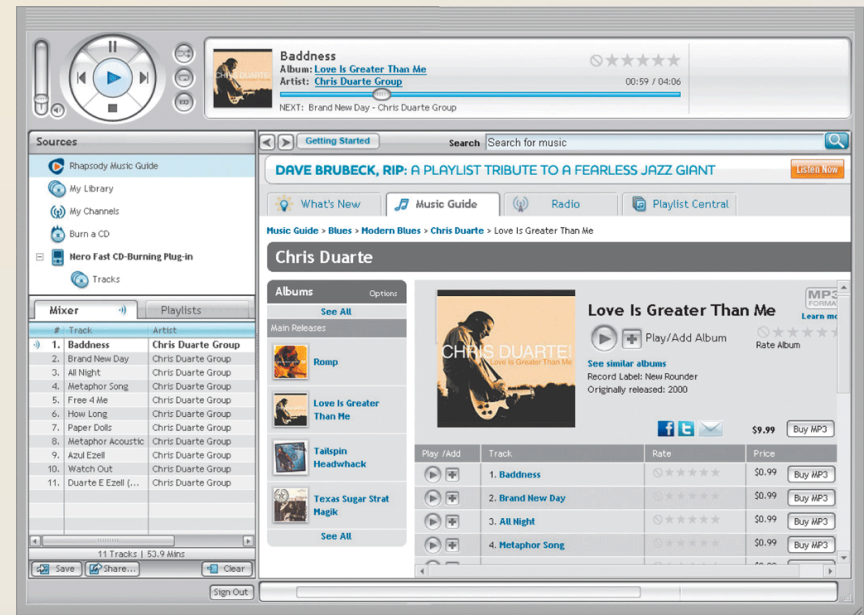 Baddness
Album: Love Is Greater Than Me
Artist: Chris Duarte Group
00:59 / 04:06
NEXT: Brand New Day - Chris Duarte Group
CHRIS DUARTE
Sources
Rhapsody Music Guide
My Library
My Channels
Burn a CD
Nero Fast CD-Burning Plug-in
Tracks
Mixer
Playlists
# Track Artist
1. Baddness Chris Duarte Group
2. Brand New Day Chris Duarte Group
3. All Night Chris Duarte Group
4. Metaphor Song Chris Duarte Group
5. Free 4 Me Chris Duarte Group
6. How Long Chris Duarte Group
7. Paper Dolls Chris Duarte Group
8. Metaphor Acoustic Chris Duarte Group
9. Azul Ezell Chris Duarte Group
10. Watch Out Chris Duarte Group
11. Duarte E Ezell (... Chris Duarte Group
11 Tracks | 53.9 Mins
Save Share... Clear
Sign Out
Getting Started
Search Search for music
DAVE BRUBECK, RIP: A PLAYLIST TRIBUTE TO A FEARLESS JAZZ GIANT
Listen Now
What's New Music Guide Radio Playlist Central
Music Guide > Blues > Modern Blues > Chris Duarte > Love Is Greater Than Me
Chris Duarte
Albums Options
See All
Main Releases
Romp
Love Is Greater
Than Me
Tailspin
Headwhack
Texas Sugar Strat
Magik
See All
CHRIS DUARTE
Love Is Greater Than Me
Love Is Greater Than Me
MP3
FORMA
Learn mo
Play/Add Album
Rate Album
See similar albums
Record Label: New Rounder
Originally released: 2000
$9.99 Buy MP3
Play /Add Track Rate Price
1. Baddness $0.99 Buy MP3
2. Brand New Day $0.99 Buy MP3
3. All Night $0.99 Buy MP3
4. Metaphor Song $0.99 Buy MP3